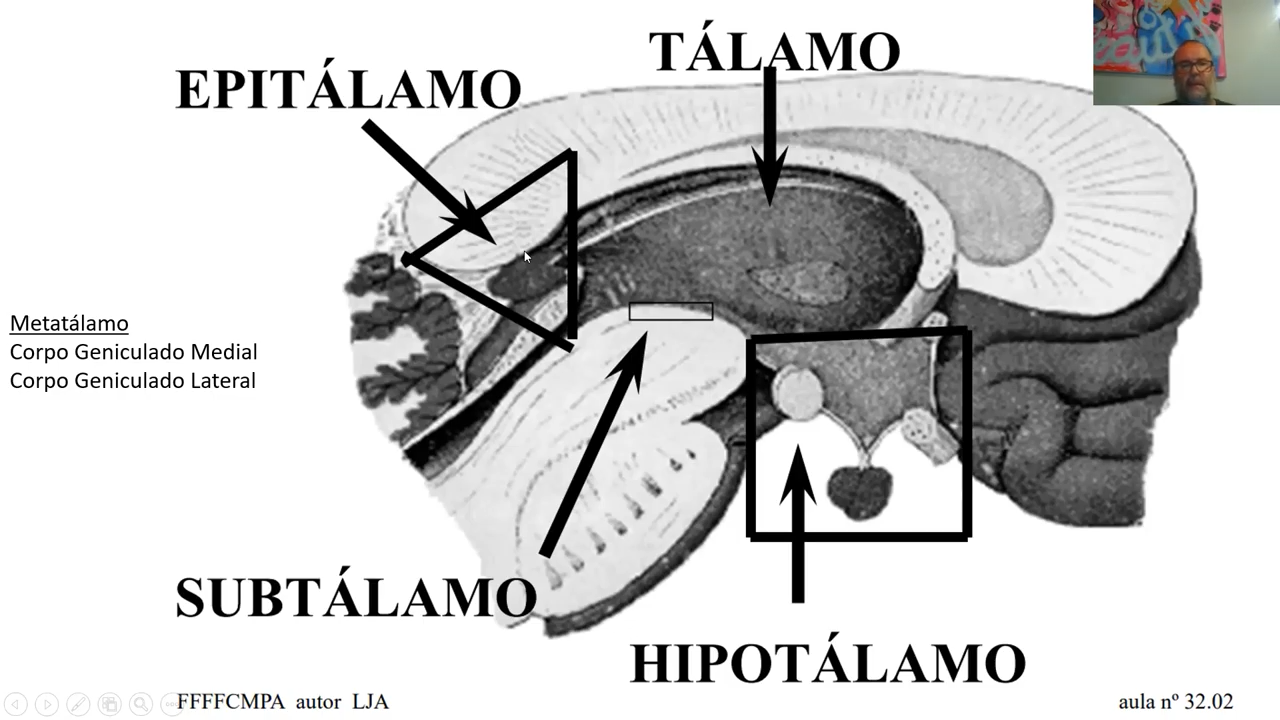 TÁLAMO
EPITÁLAMO
Metatálamo
Corpo Geniculado Medial
Corpo Geniculado Lateral
SUBTÁLAMO
HIPOTÁLAMO
FFFFCMPA autor LJA
aula nº 32.02